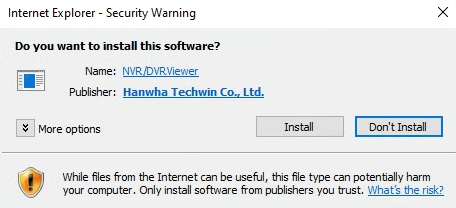 Internet Explorer - Security Warning
Do you want to install this software?
Name: NVR/DVRViewer
Publisher: Hanwha Techwin Co., Ltd.
More options
Install
Don't Install
While files from the Internet can be useful, this file type can potentially harm
your computer. Only install software from publishers you trust. What's the risk?